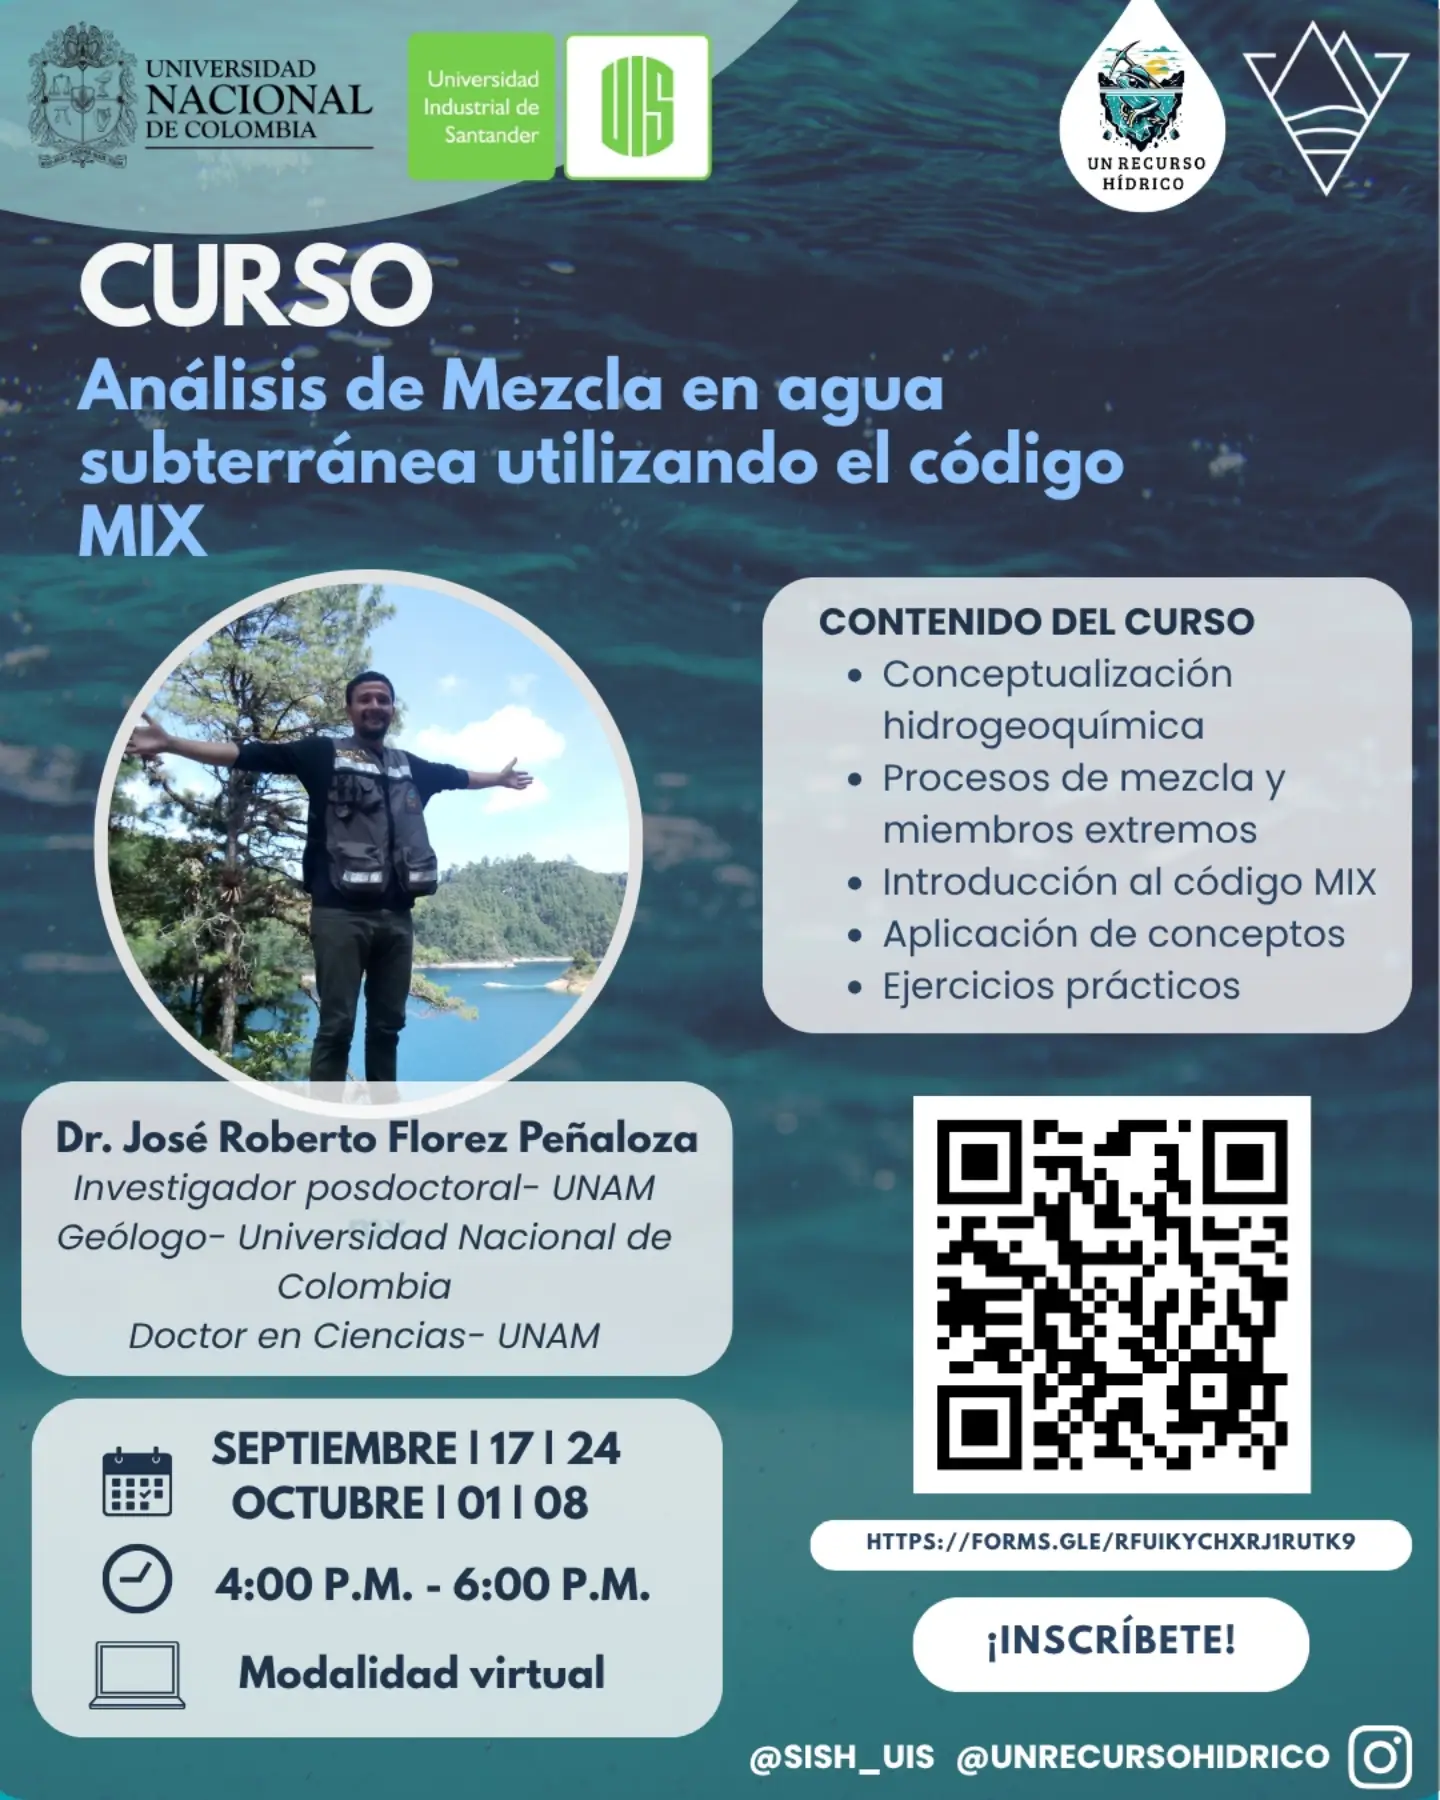 UNIVERSIDAD
NACIONAL
DE COLOMBIA
Universidad
Industrial de
Santander
UIS
UN RECURSO
HÍDRICO
CURSO
Análisis de Mezcla en agua
subterránea utilizando el código
MIX
CONTENIDO DEL CURSO
• Conceptualización
hidrogeoquímica
• Procesos de mezcla y
miembros extremos
• Introducción al código MIX
• Aplicación de conceptos
• Ejercicios prácticos
Dr. José Roberto Florez Peñaloza
Investigador posdoctoral- UNAM
Geólogo- Universidad Nacional de
Colombia
Doctor en Ciencias- UNAM
SEPTIEMBRE | 17 | 24
OCTUBRE | 01 | 08
4:00 P.M. - 6:00 P.M.
Modalidad virtual
HTTPS://FORMS.GLE/RFUIKYCHXRJ1RUTK9
¡INSCRÍBETE!
@SISH_UIS @UNRECURSOHIDRICO